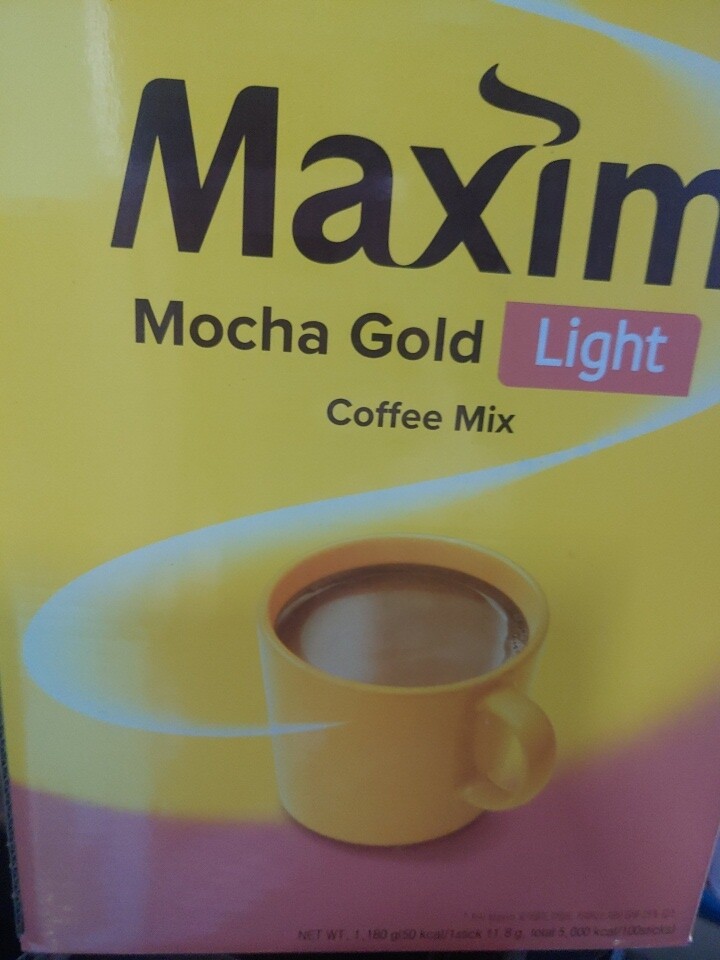 Maxim
Mocha Gold Light
Coffee Mix
NET WT. 1,180 g(50 kcal/1stick 11.8 g, total 5,000 kcal/100sticks)